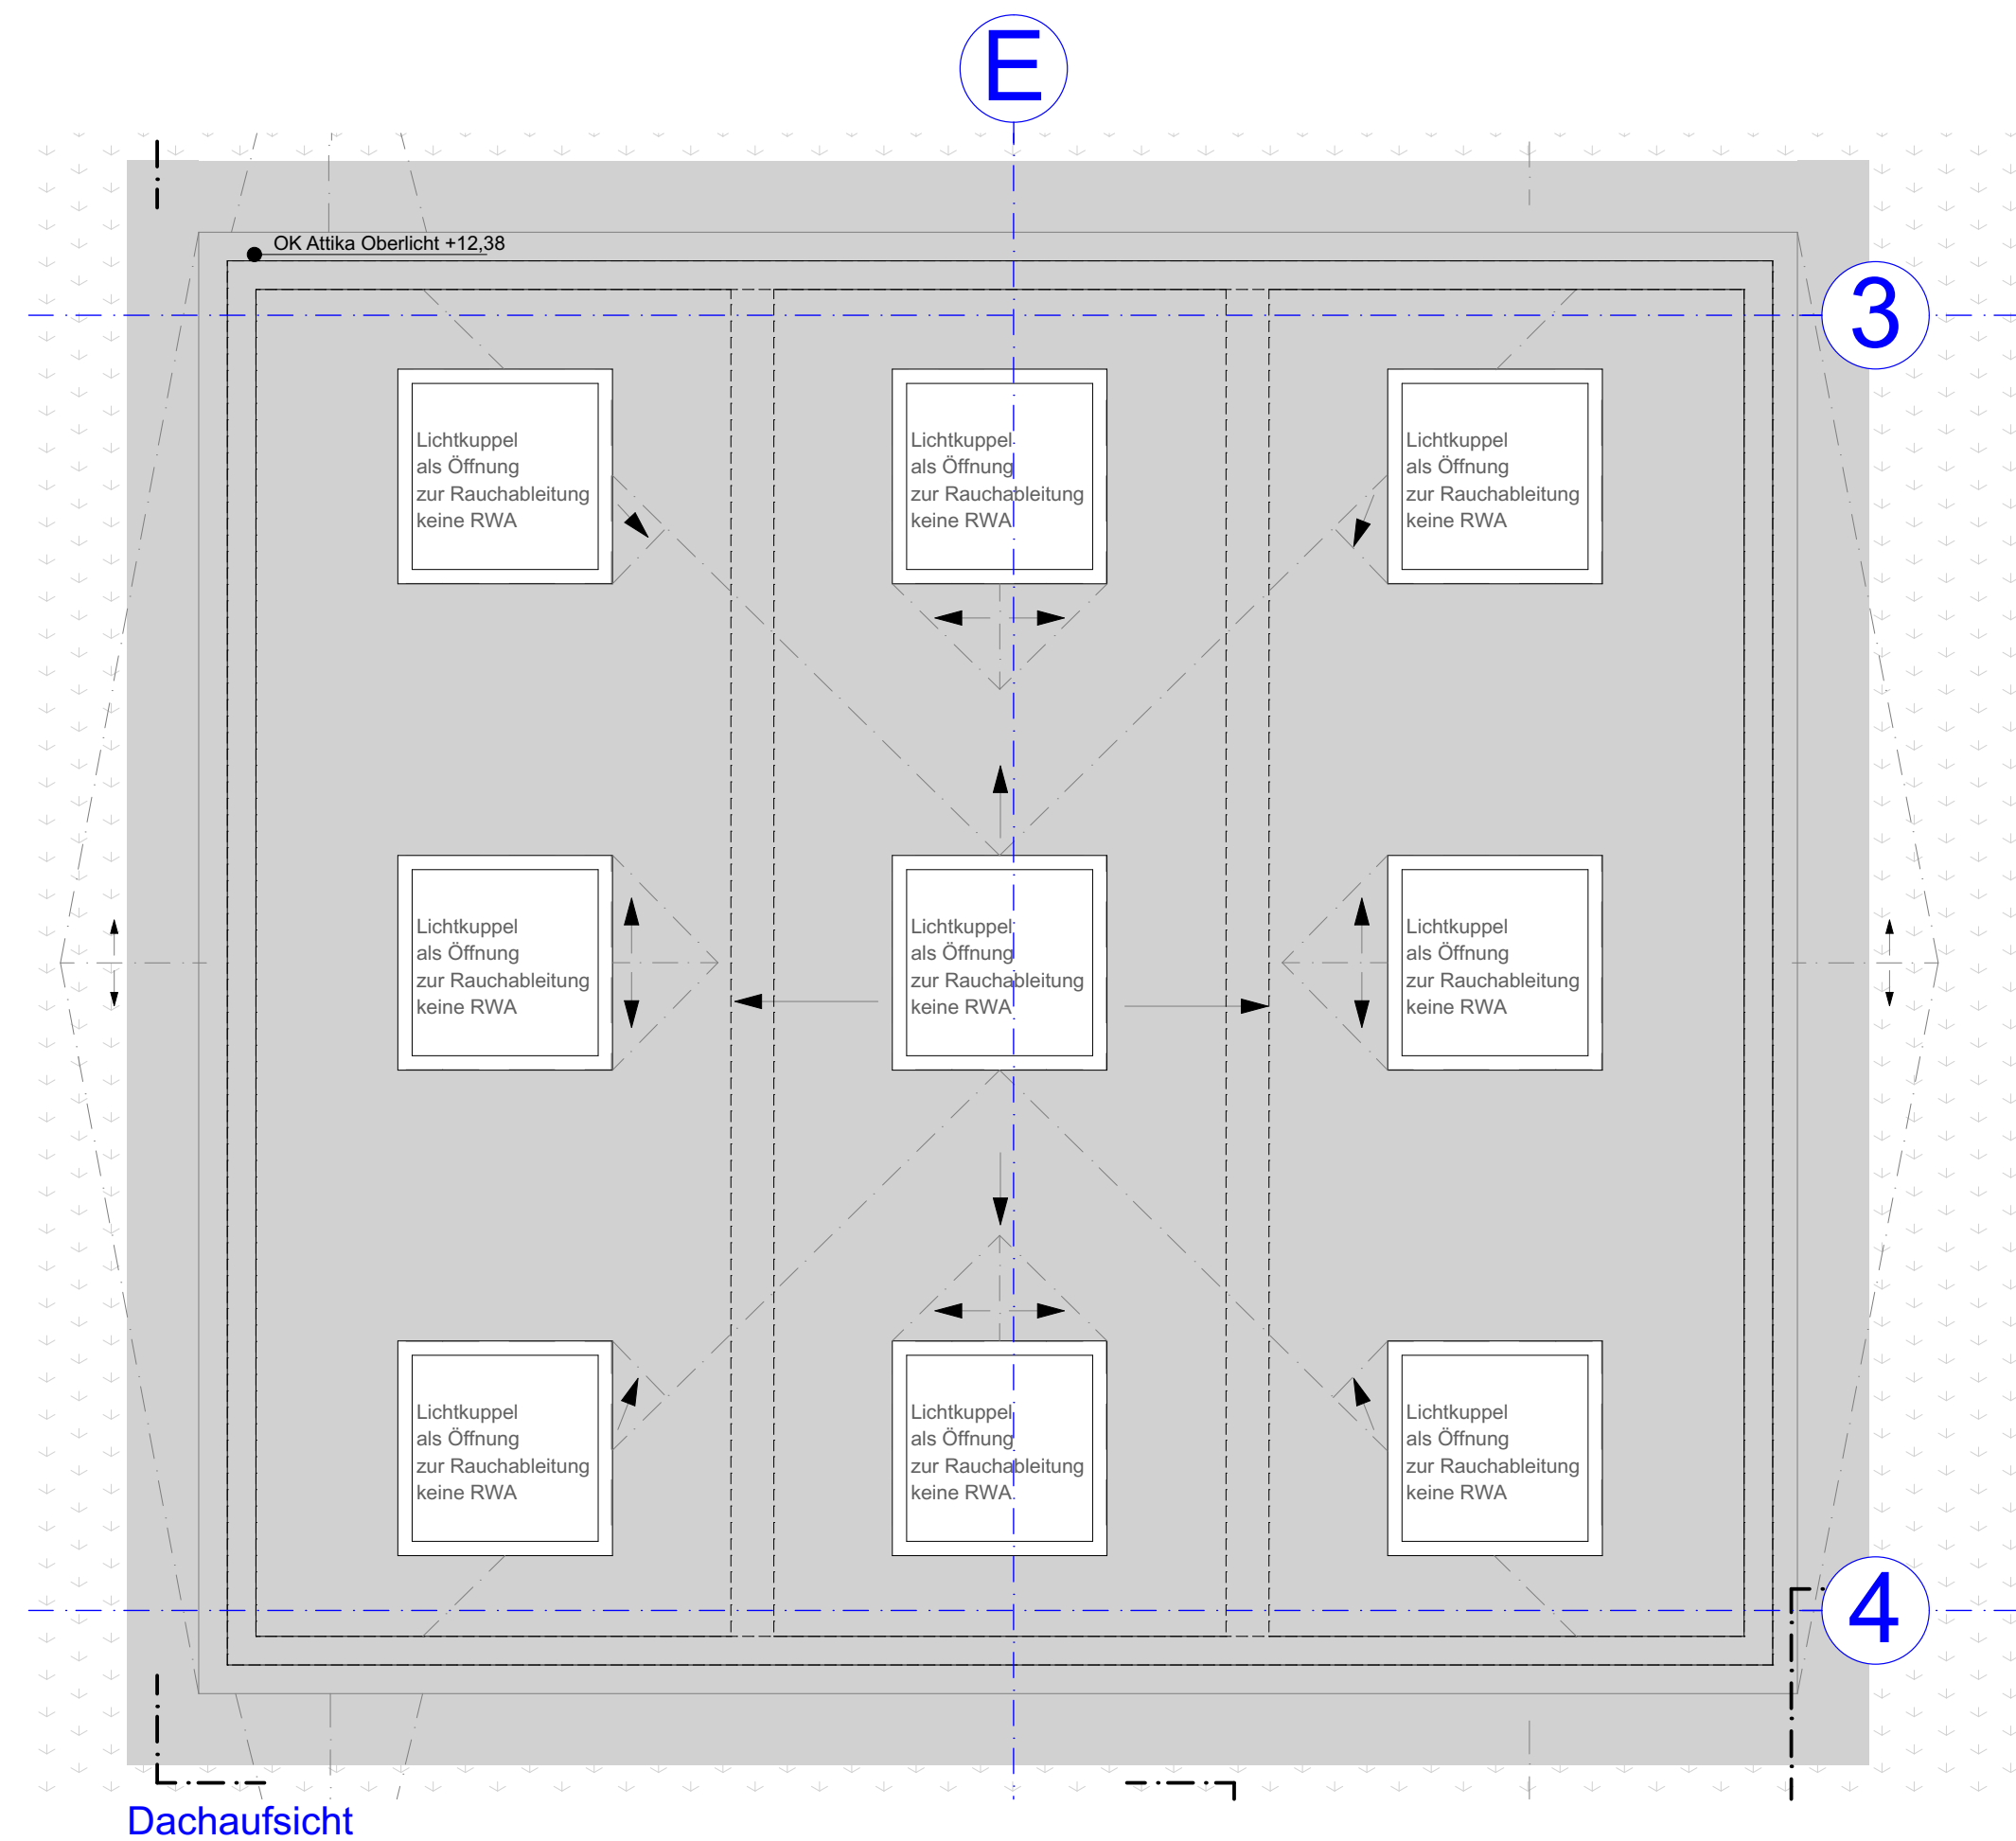 E
OK Attika Oberlicht +12,38
3
Lichtkuppel
als Öffnung
zur Rauchableitung
keine RWA
Lichtkuppel
als Öffnung
zur Rauchableitung
keine RWA
Lichtkuppel
als Öffnung
zur Rauchableitung
keine RWA
Lichtkuppel
als Öffnung
zur Rauchableitung
keine RWA
Lichtkuppel
als Öffnung
zur Rauchableitung
keine RWA
Lichtkuppel
als Öffnung
zur Rauchableitung
keine RWA
Lichtkuppel
als Öffnung
zur Rauchableitung
keine RWA
Lichtkuppel
als Öffnung
zur Rauchableitung
keine RWA
Lichtkuppel
als Öffnung
zur Rauchableitung
keine RWA
4
Dachaufsicht